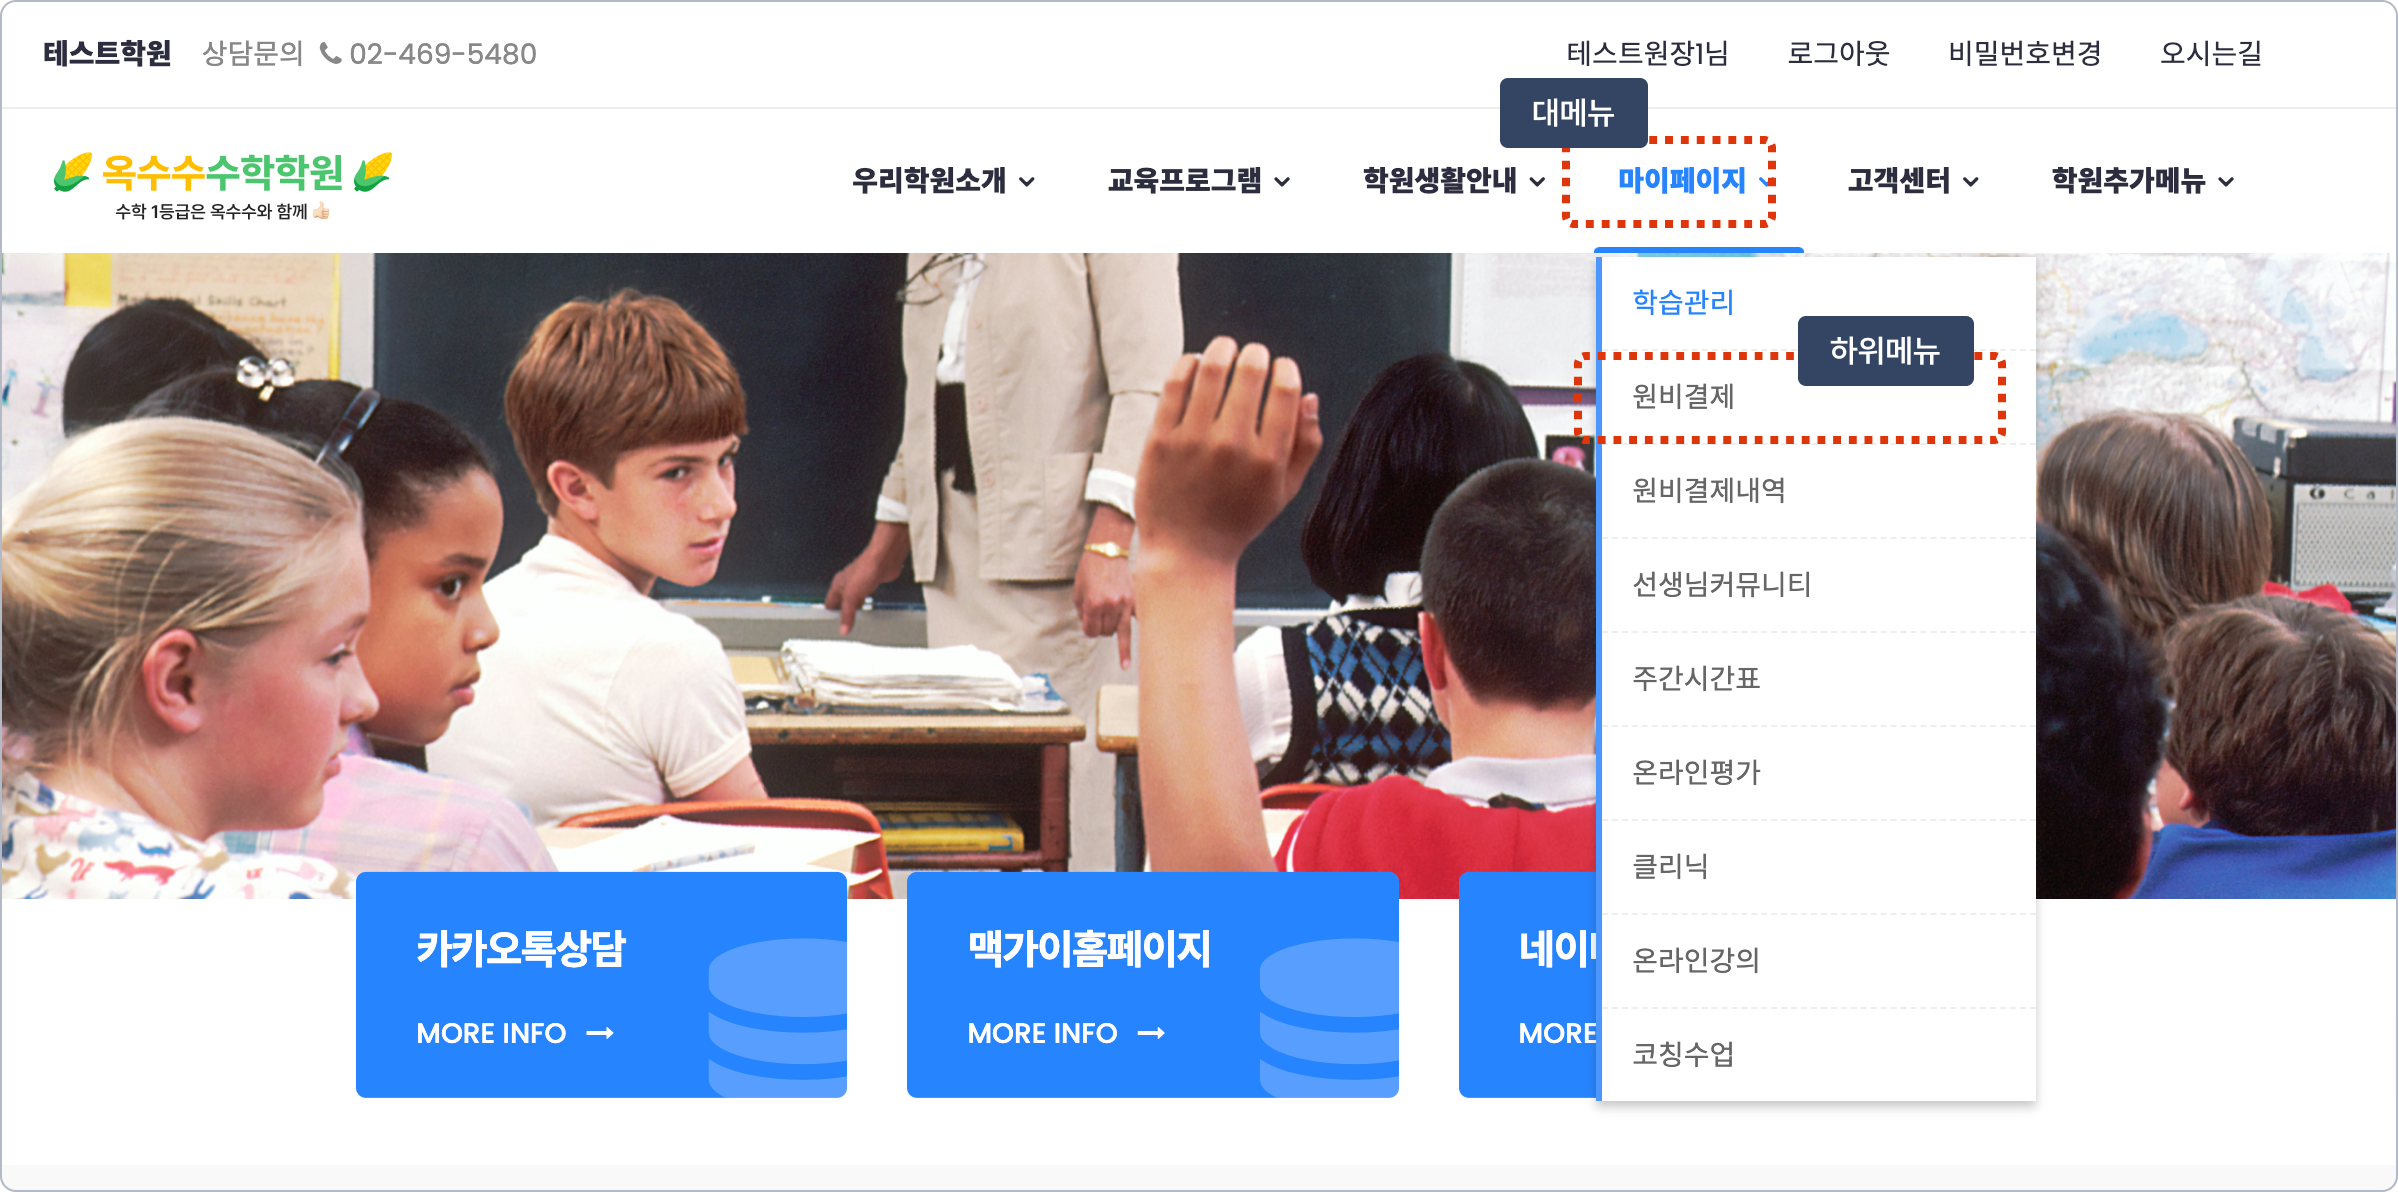 테스트학원 상담문의 02-469-5480 테스트원장1님 로그아웃 비밀번호변경 오시는길
대메뉴
옥수수수학학원
수학 1등급은 옥수수와 함께
우리학원소개 교육프로그램 학원생활안내 마이페이지 고객센터 학원추가메뉴
학습관리
하위메뉴
원비결제
원비결제내역
선생님커뮤니티
주간시간표
온라인평가
클리닉
온라인강의
코칭수업
카카오톡상담
MORE INFO
맥가이홈페이지
MORE INFO
네이
MORE